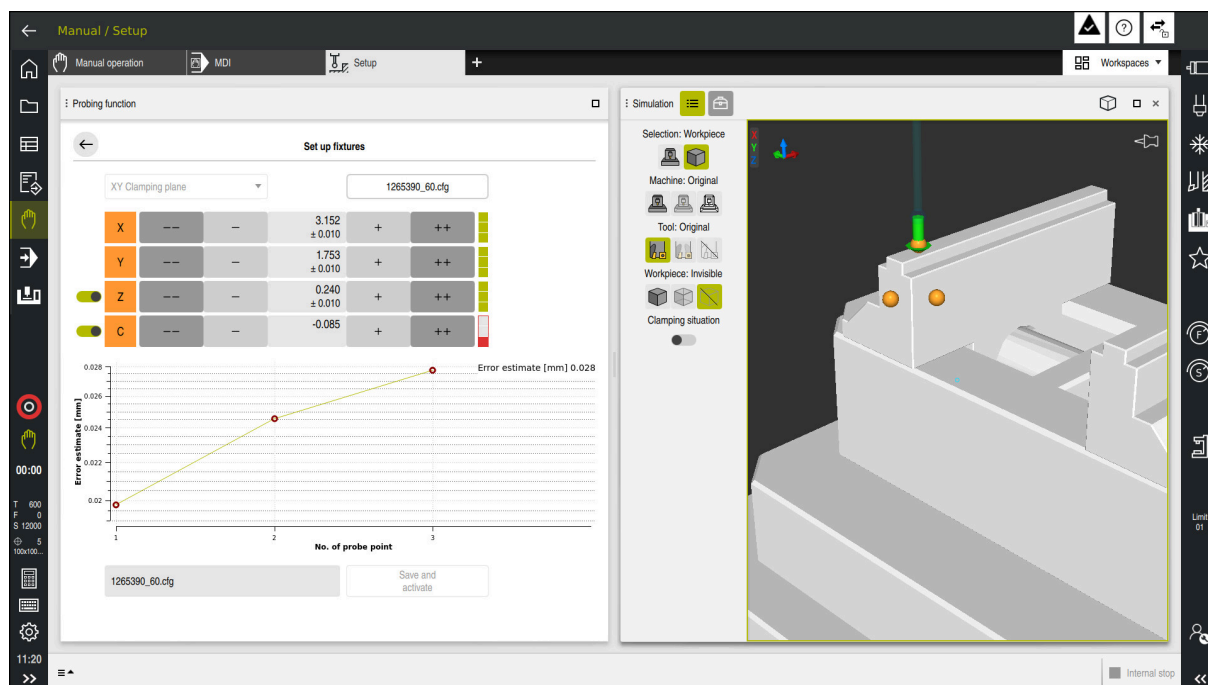 Manual / Setup
Manual operation
MDI
Setup
+
Workspaces
Probing function
Set up fixtures
XY Clamping plane
1265390_60.cfg
X
−−
−
3.152
± 0.010
+
++
Y
−−
−
1.753
± 0.010
+
++
Z
−−
−
0.240
± 0.010
+
++
C
−−
−
-0.085
+
++
Error estimate [mm] 0.028
0.028
0.026
0.024
0.022
0.02
Error estimate [mm]
1
2
3
No. of probe point
1265390_60.cfg
Save and
activate
Simulation
Selection: Workpiece
Machine: Original
Tool: Original
Workpiece: Invisible
Clamping situation
X
Y
Z
00:00
T 600
F 0
S 12000
5
100x100...
11:20
F
S
Limit
01
Internal stop